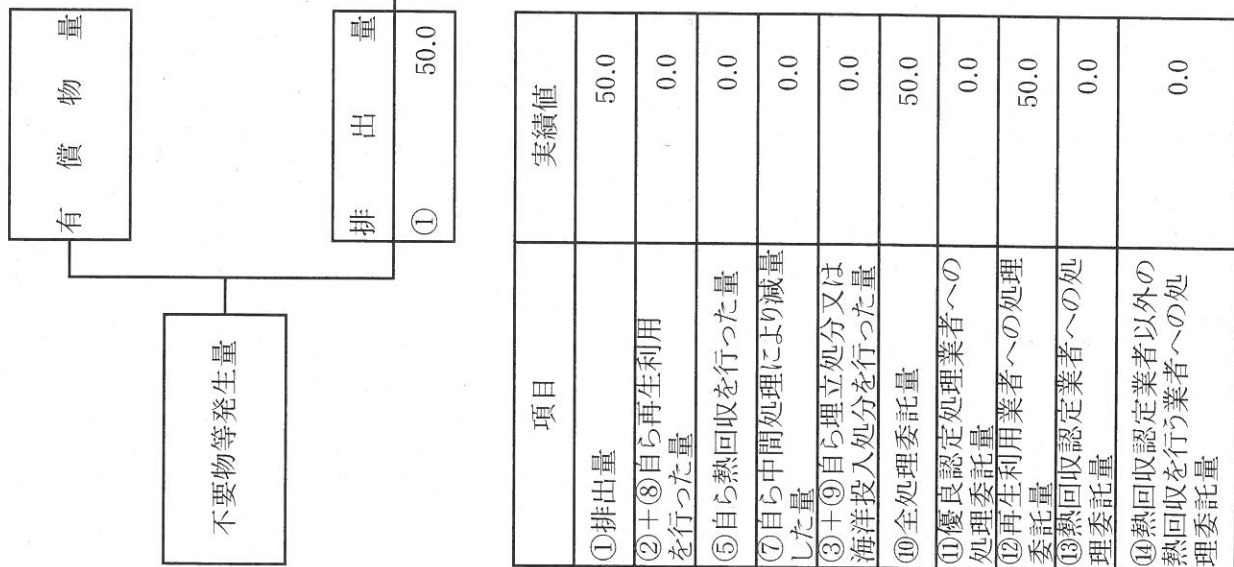 有償物量
不要物等発生量
排出量
① 50.0
項目 実績値
①排出量 50.0
②+⑧自ら再生利用
を行った量 0.0
⑤自ら熱回収を行った量 0.0
⑦自ら中間処理により減量
した量 0.0
③+⑨自ら埋立処分又は
海洋投入処分を行った量 0.0
⑩全処理委託量 50.0
⑪優良認定処理業者への
処理委託量 0.0
⑫再生利用業者への処理
委託量 50.0
⑬熱回収認定業者への処
理委託量 0.0
⑭熱回収認定業者以外の
熱回収を行う業者への処
理委託量 0.0